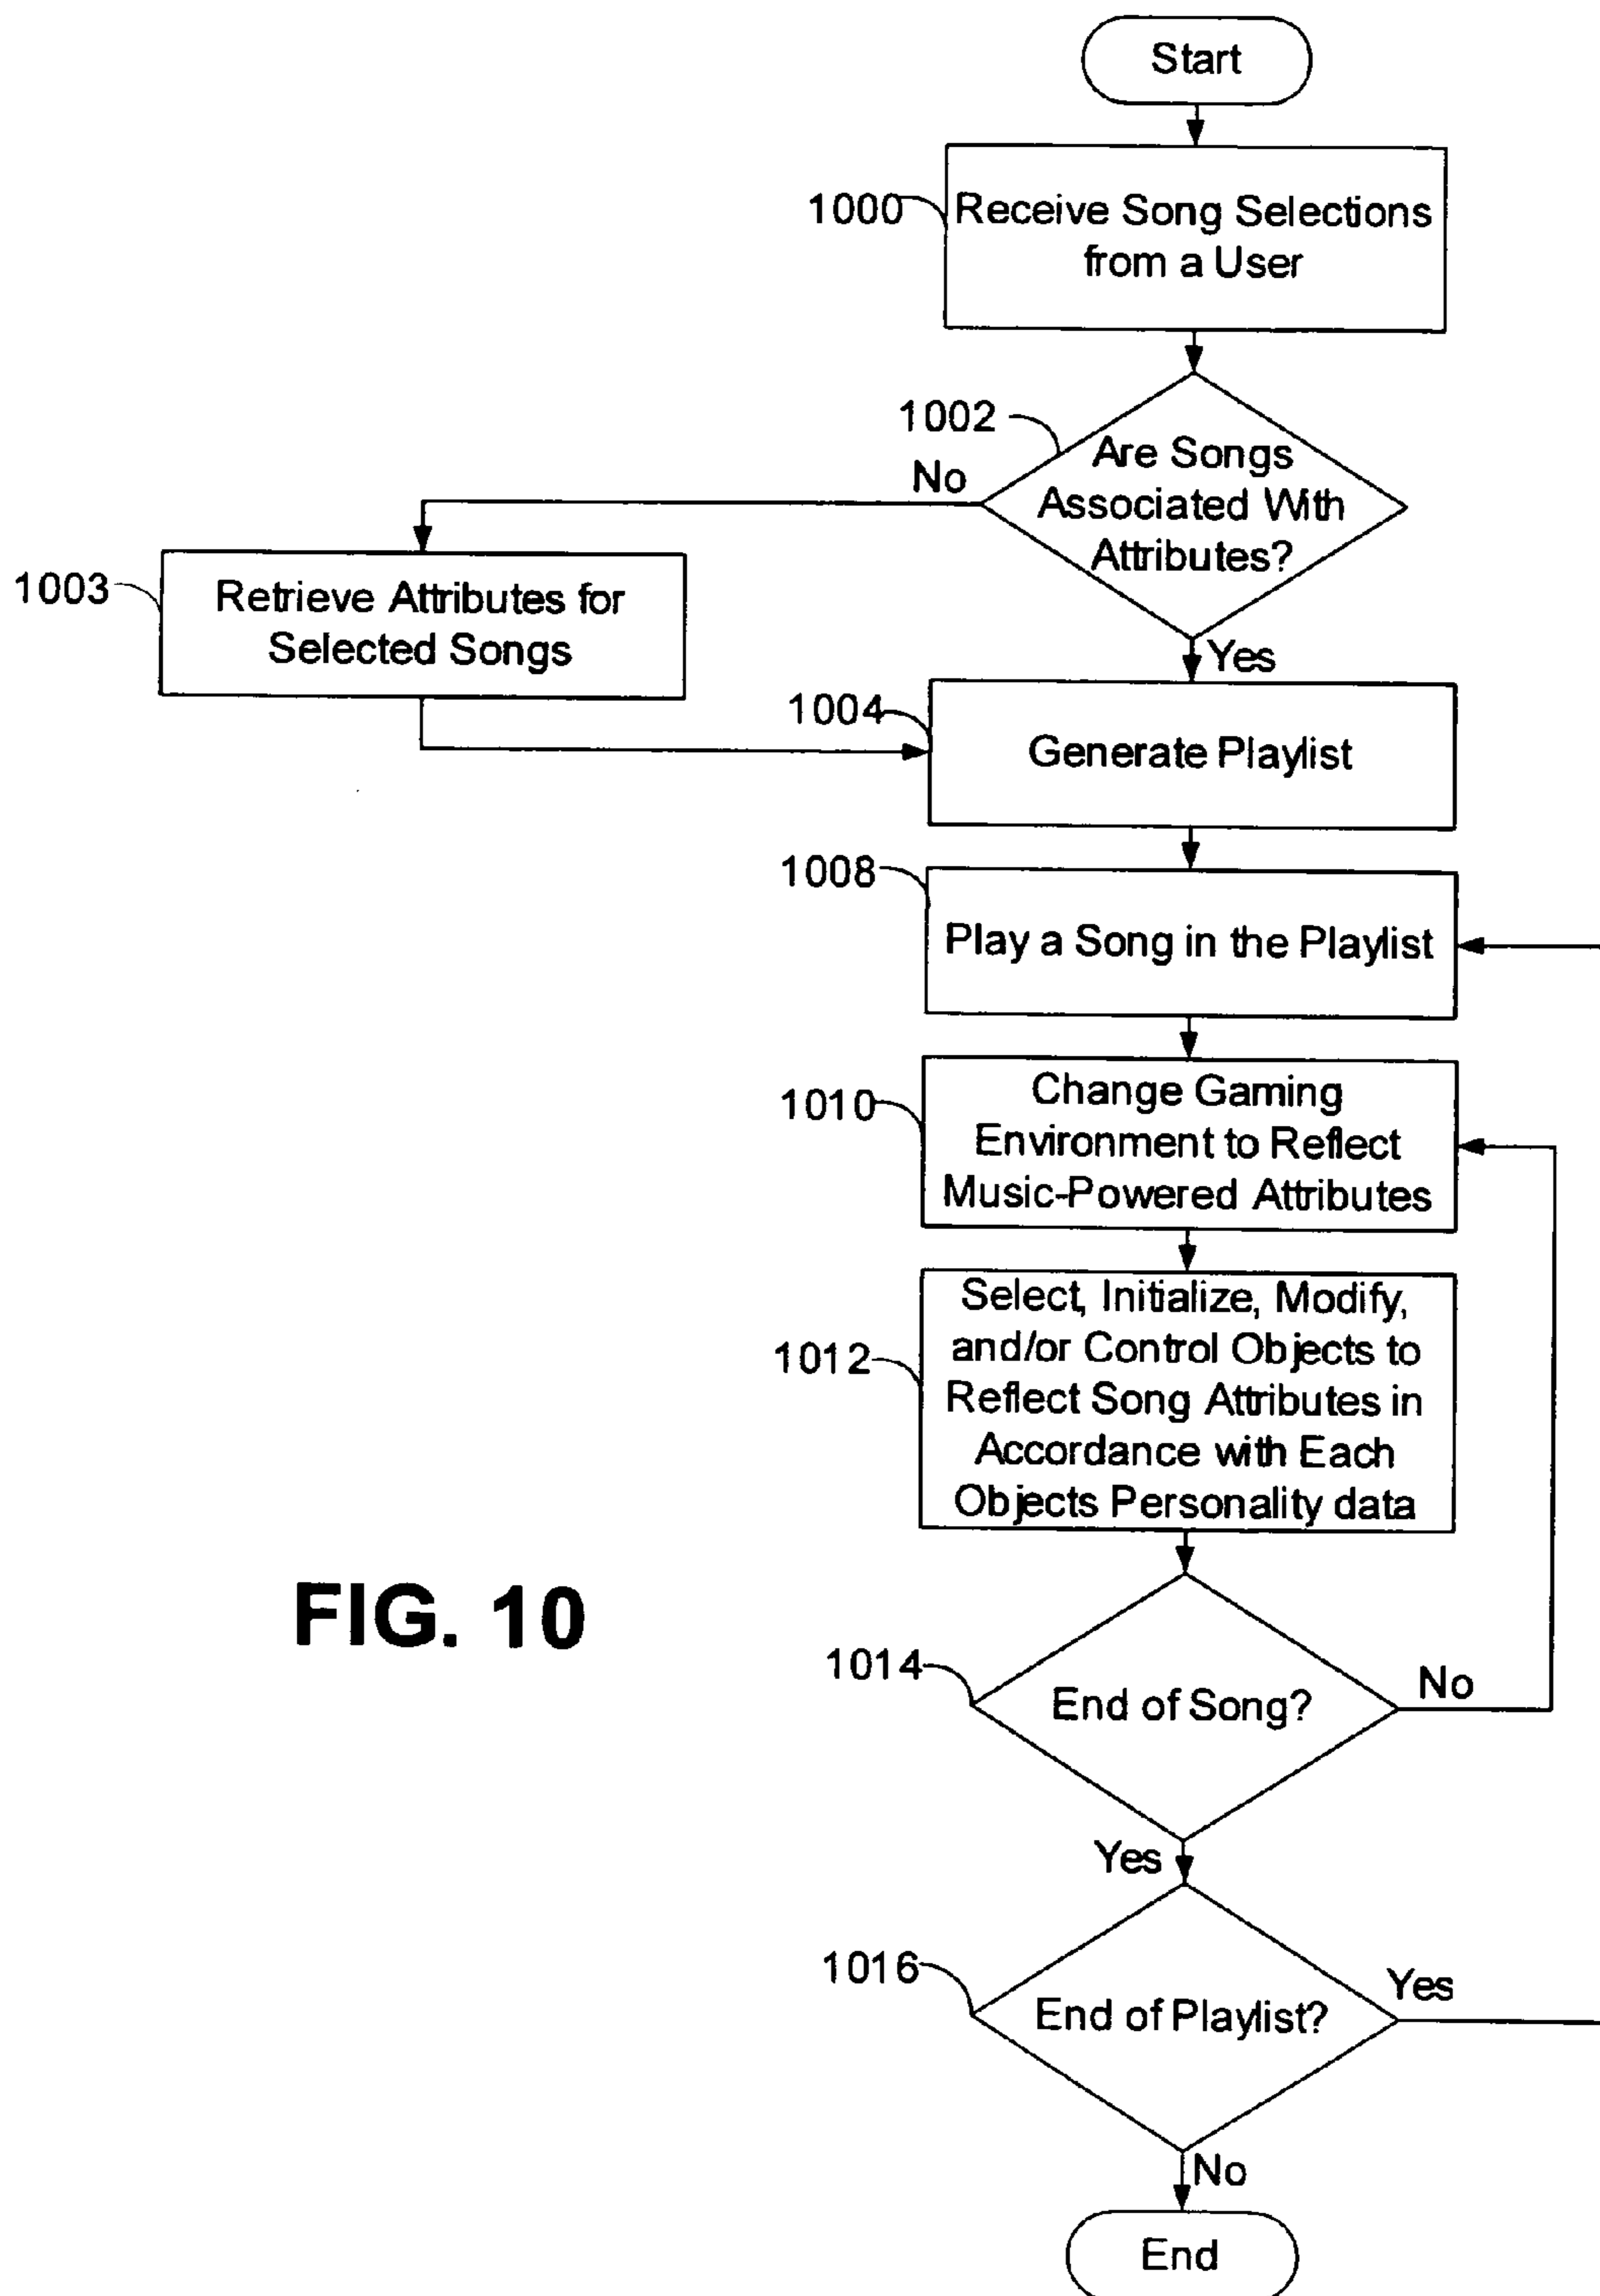 Start
1000
Receive Song Selections
from a User
1002
Are Songs
Associated With
Attributes?
No
1003
Retrieve Attributes for
Selected Songs
Yes
1004
Generate Playlist
1008
Play a Song in the Playlist
1010
Change Gaming
Environment to Reflect
Music-Powered Attributes
1012
Select, Initialize, Modify,
and/or Control Objects to
Reflect Song Attributes in
Accordance with Each
Objects Personality data
FIG. 10
1014
End of Song?
No
Yes
1016
End of Playlist?
Yes
No
End